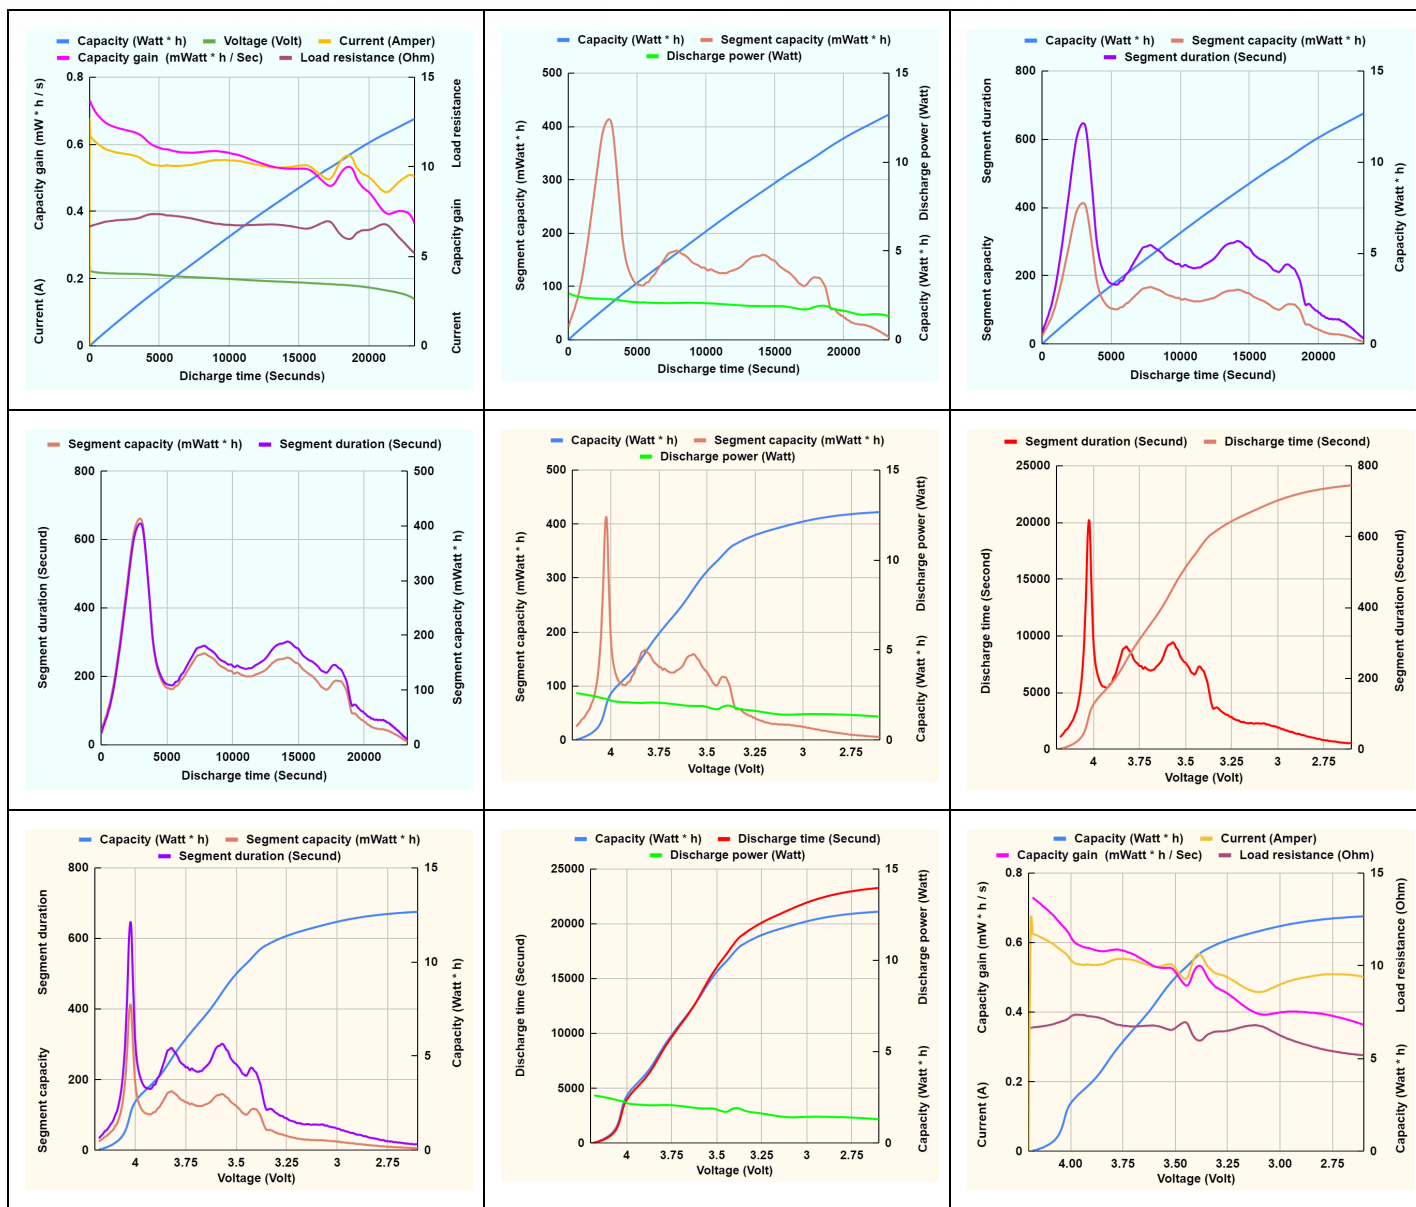 Capacity (Watt * h) Voltage (Volt) Current (Amper)
Capacity gain (mWatt * h / Sec) Load resistance (Ohm)
Current (A) Capacity gain (mW * h / s)
0.8
0.6
0.4
0.2
0
15
10
5
0
Current Capacity gain Load resistance
0 5000 10000 15000 20000
Dicharge time (Seconds)
Capacity (Watt * h) Segment capacity (mWatt * h)
Discharge power (Watt)
Segment capacity (mWatt * h)
500
400
300
200
100
0
15
10
5
0
Capacity (Watt * h) Discharge power (Watt)
0 5000 10000 15000 20000
Discharge time (Secund)
Capacity (Watt * h) Segment capacity (mWatt * h)
Segment duration (Second)
Segment capacity Segment duration
800
600
400
200
0
15
10
5
0
Capacity (Watt * h)
0 5000 10000 15000 20000
Discharge time (Secund)
Segment capacity (mWatt * h) Segment duration (Secund)
Segment duration (Second)
800
600
400
200
0
500
400
300
200
100
0
Segment capacity (mWatt * h)
0 5000 10000 15000 20000
Discharge time (Secund)
Capacity (Watt * h) Segment capacity (mWatt * h)
Discharge power (Watt)
Segment capacity (mWatt * h)
500
400
300
200
100
0
15
10
5
0
Capacity (Watt * h) Discharge power (Watt)
4 3.75 3.5 3.25 3 2.75
Voltage (Volt)
Segment duration (Second) Discharge time (Second)
Discharge time (Second)
25000
20000
15000
10000
5000
0
800
600
400
200
0
Segment duration (Second)
4 3.75 3.5 3.25 3 2.75
Voltage (Volt)
Capacity (Watt * h) Segment capacity (mWatt * h)
Segment duration (Secund)
Segment capacity Segment duration
800
600
400
200
0
15
10
5
0
Capacity (Watt * h)
4 3.75 3.5 3.25 3 2.75
Voltage (Volt)
Capacity (Watt * h) Discharge time (Secund)
Discharge power (Watt)
Discharge time (Second)
25000
20000
15000
10000
5000
0
15
10
5
0
Capacity (Watt * h) Discharge power (Watt)
4 3.75 3.5 3.25 3 2.75
Voltage (Volt)
Capacity (Watt * h) Current (Amper)
Capacity gain (mWatt * h / Sec) Load resistance (Ohm)
Current (A) Capacity gain (mW * h / s)
0.8
0.6
0.4
0.2
0
15
10
5
0
Capacity (Watt * h) Load resistance (Ohm)
4.00 3.75 3.50 3.25 3.00 2.75
Voltage (Volt)